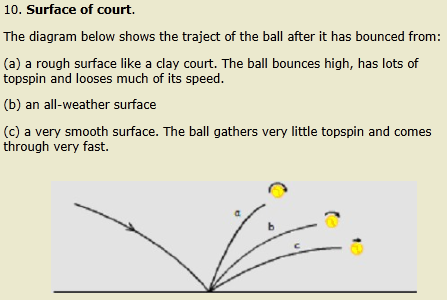 10. Surface of court.
The diagram below shows the traject of the ball after it has bounced from:
(a) a rough surface like a clay court. The ball bounces high, has lots of
topspin and looses much of its speed.
(b) an all-weather surface
(c) a very smooth surface. The ball gathers very little topspin and comes
through very fast.
a
b
c